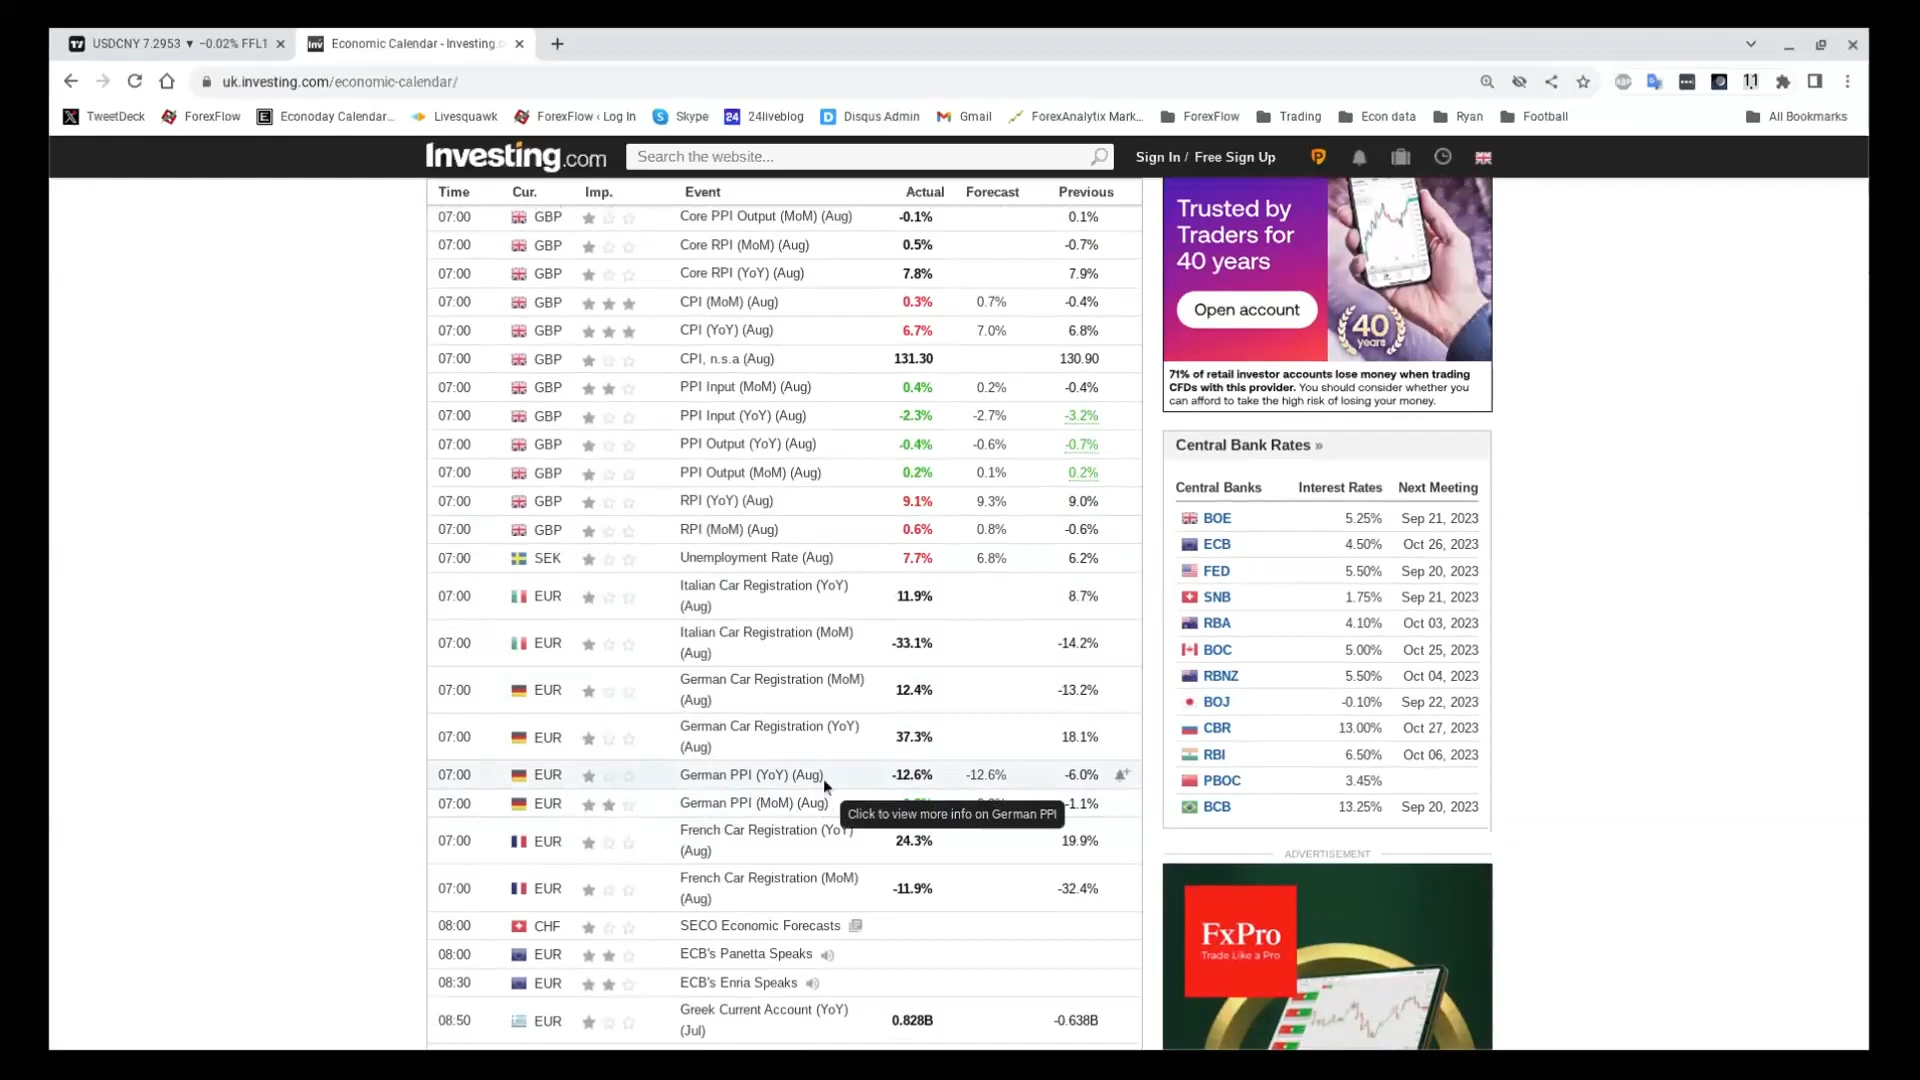 USDCNY 7.2953 ▼ −0.02% FFL1
Economic Calendar - Investing.c
uk.investing.com/economic-calendar/
TweetDeck ForexFlow Econoday Calendar... Livesquawk ForexFlow ‹ Log In Skype 24liveblog Disqus Admin Gmail ForexAnalytix Mark... ForexFlow Trading Econ data Ryan Football All Bookmarks
Investing.com Search the website... Sign In / Free Sign Up
Time Cur. Imp. Event Actual Forecast Previous
07:00 GBP Core PPI Output (MoM) (Aug) -0.1% 0.1%
07:00 GBP Core RPI (MoM) (Aug) 0.5% -0.7%
07:00 GBP Core RPI (YoY) (Aug) 7.8% 7.9%
07:00 GBP CPI (MoM) (Aug) 0.3% 0.7% -0.4%
07:00 GBP CPI (YoY) (Aug) 6.7% 7.0% 6.8%
07:00 GBP CPI, n.s.a (Aug) 131.30 130.90
07:00 GBP PPI Input (MoM) (Aug) 0.4% 0.2% -0.4%
07:00 GBP PPI Input (YoY) (Aug) -2.3% -2.7% -3.2%
07:00 GBP PPI Output (YoY) (Aug) -0.4% -0.6% -0.7%
07:00 GBP PPI Output (MoM) (Aug) 0.2% 0.1% 0.2%
07:00 GBP RPI (YoY) (Aug) 9.1% 9.3% 9.0%
07:00 GBP RPI (MoM) (Aug) 0.6% 0.8% -0.6%
07:00 SEK Unemployment Rate (Aug) 7.7% 6.8% 6.2%
07:00 EUR Italian Car Registration (YoY) 11.9% 8.7%
(Aug)
07:00 EUR Italian Car Registration (MoM) -33.1% -14.2%
(Aug)
07:00 EUR German Car Registration (MoM) 12.4% -13.2%
(Aug)
07:00 EUR German Car Registration (YoY) 37.3% 18.1%
(Aug)
07:00 EUR German PPI (YoY) (Aug) -12.6% -12.6% -6.0%
07:00 EUR German PPI (MoM) (Aug) -1.1%
Click to view more info on German PPI
07:00 EUR French Car Registration (YoY) 24.3% 19.9%
(Aug)
07:00 EUR French Car Registration (MoM) -11.9% -32.4%
(Aug)
08:00 CHF SECO Economic Forecasts
08:00 EUR ECB's Panetta Speaks
08:30 EUR ECB's Enria Speaks
08:50 EUR Greek Current Account (YoY) 0.828B -0.638B
(Jul)
Trusted by
Traders for
40 years
Open account
40
years
71% of retail investor accounts lose money when trading
CFDs with this provider. You should consider whether you
can afford to take the high risk of losing your money.
Central Bank Rates »
Central Banks Interest Rates Next Meeting
BOE 5.25% Sep 21, 2023
ECB 4.50% Oct 26, 2023
FED 5.50% Sep 20, 2023
SNB 1.75% Sep 21, 2023
RBA 4.10% Oct 03, 2023
BOC 5.00% Oct 25, 2023
RBNZ 5.50% Oct 04, 2023
BOJ -0.10% Sep 22, 2023
CBR 13.00% Oct 27, 2023
RBI 6.50% Oct 06, 2023
PBOC 3.45%
BCB 13.25% Sep 20, 2023
ADVERTISEMENT
FxPro
Trade Like a Pro